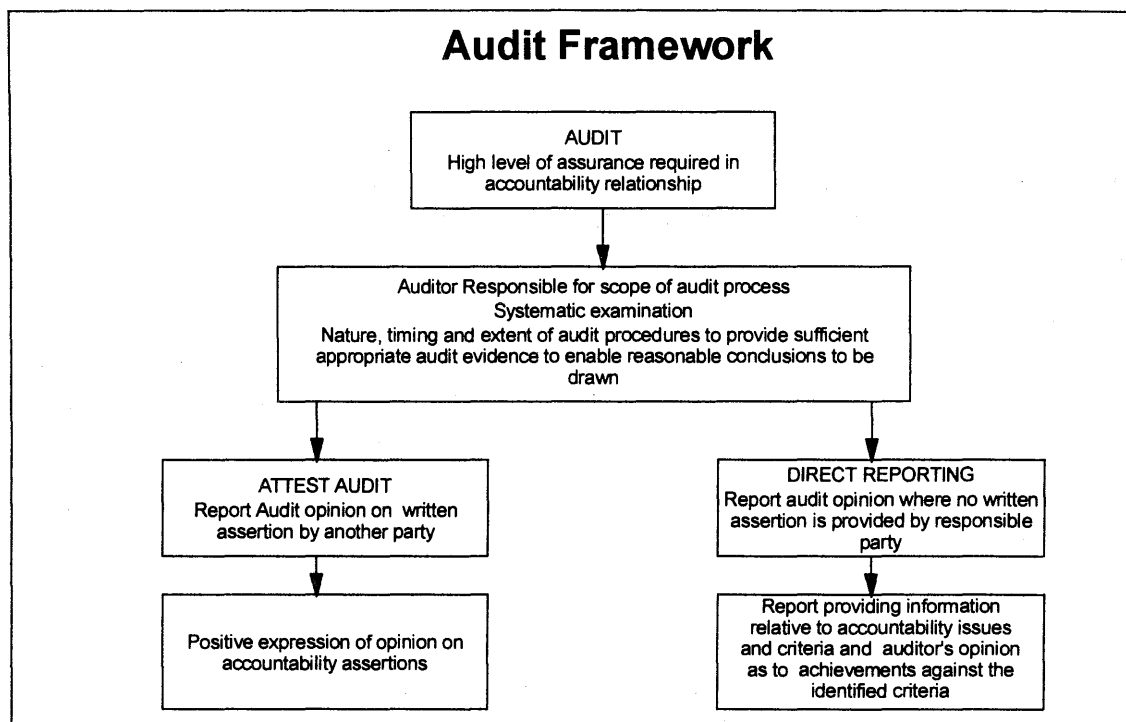 Audit Framework
AUDIT
High level of assurance required in
accountability relationship
Auditor Responsible for scope of audit process
Systematic examination
Nature, timing and extent of audit procedures to provide sufficient
appropriate audit evidence to enable reasonable conclusions to be
drawn
ATTEST AUDIT
Report Audit opinion on written
assertion by another party
DIRECT REPORTING
Report audit opinion where no written
assertion is provided by responsible
party
Positive expression of opinion on
accountability assertions
Report providing information
relative to accountability issues
and criteria and auditor's opinion
as to achievements against the
identified criteria